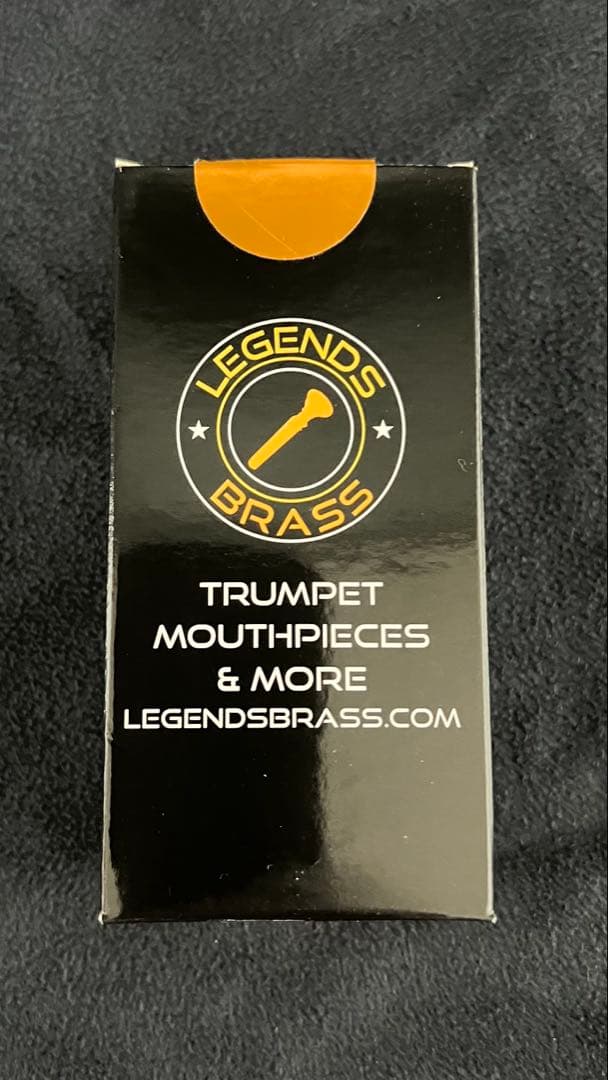 LEGENDS
BRASS
TRUMPET
MOUTHPIECES
& MORE
LEGENDSBRASS.COM